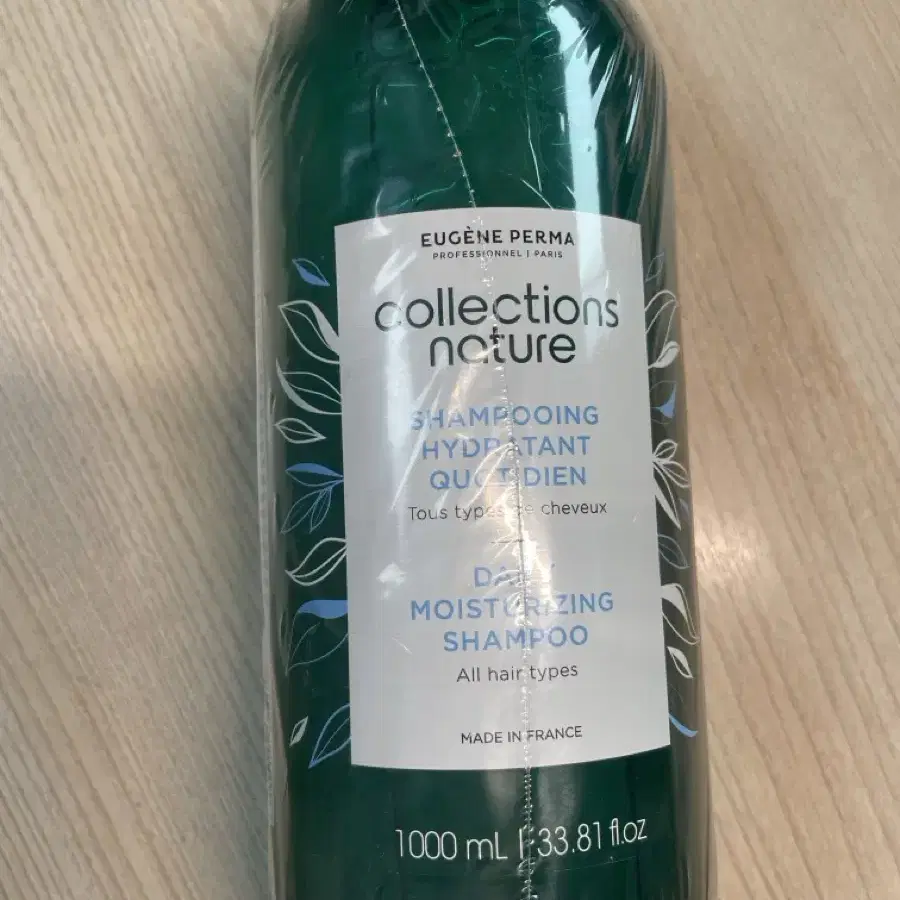 EUGÈNE PERMA
PROFESSIONNEL | PARIS
collections
nature
SHAMPOOING
HYDRATANT
QUOTIDIEN
Tous types de cheveux
DAILY
MOISTURIZING
SHAMPOO
All hair types
MADE IN FRANCE
1000 mL | 33.81 fl.oz